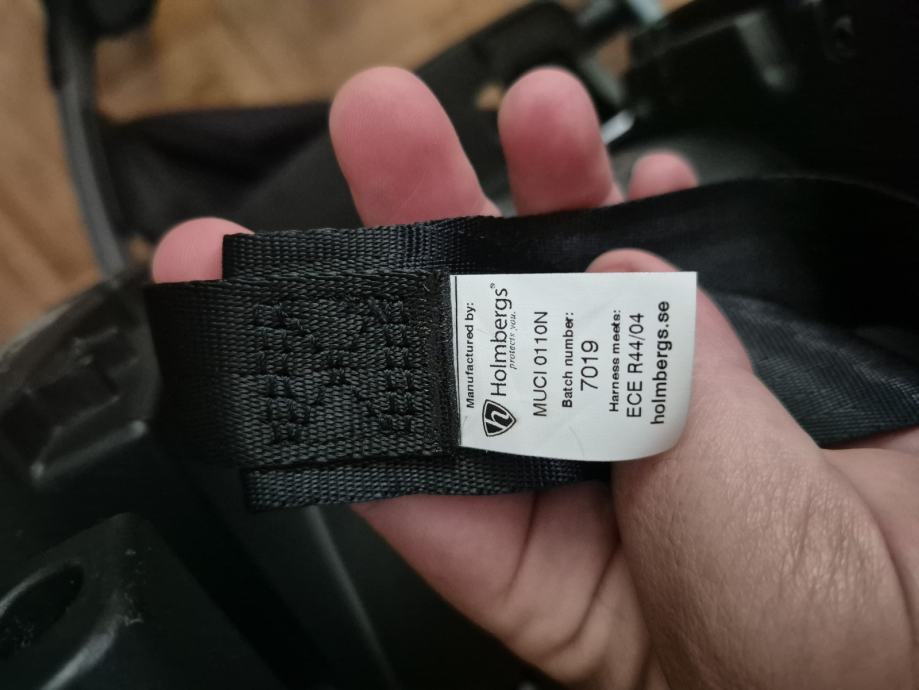 Manufactured by:
Holmbergs®
protects you.
MUCI 0110N
Batch number:
7019
Harness meets:
ECE R44/04
holmbergs.se